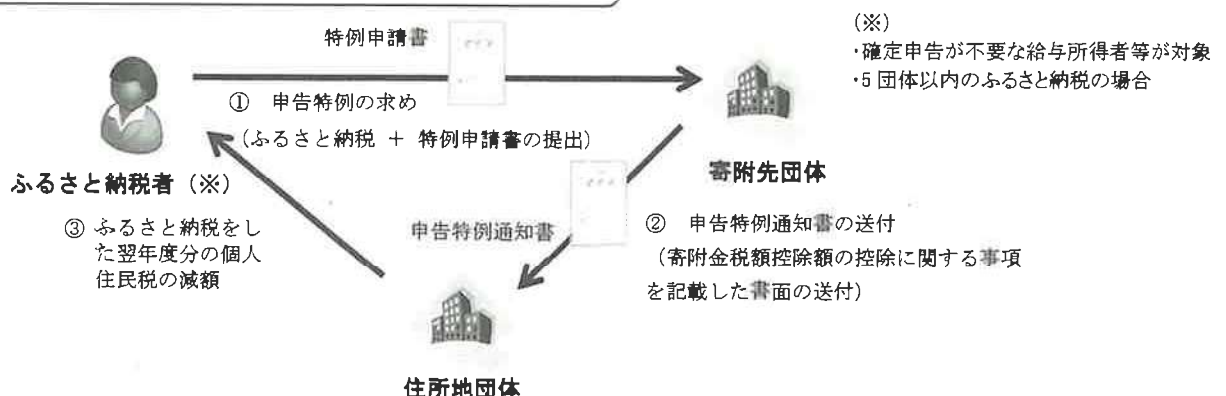 特例申請書
(※)
・確定申告が不要な給与所得者等が対象
・5団体以内のふるさと納税の場合
① 申告特例の求め
(ふるさと納税 + 特例申請書の提出)
ふるさと納税者(※)
寄附先団体
③ ふるさと納税をし
た翌年度分の個人
住民税の減額
申告特例通知書
② 申告特例通知書の送付
(寄附金税額控除額の控除に関する事項
を記載した書面の送付)
住所地団体